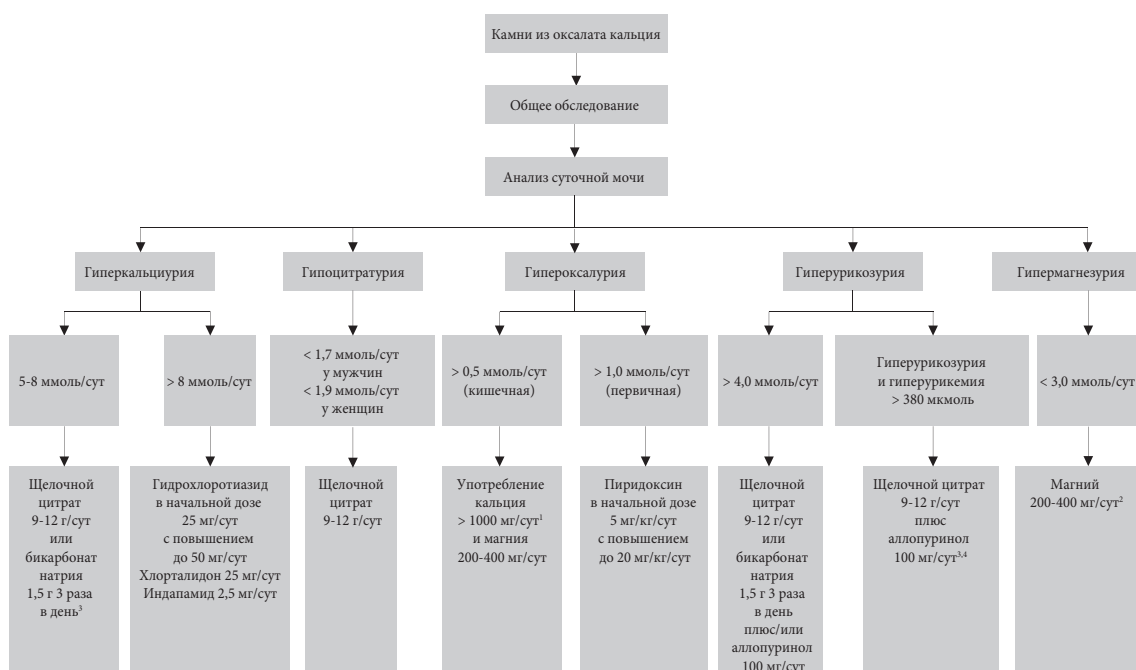 Камни из оксалата кальция
Общее обследование
Анализ суточной мочи
Гиперкальциурия
Гипоцитратурия
Гипероксалурия
Гиперурикозурия
Гипермагнезурия
5-8 ммоль/сут
> 8 ммоль/сут
< 1,7 ммоль/сут
у мужчин
< 1,9 ммоль/сут
у женщин
> 0,5 ммоль/сут
(кишечная)
> 1,0 ммоль/сут
(первичная)
> 4,0 ммоль/сут
Гиперурикозурия
и гиперурикемия
> 380 мкмоль
< 3,0 ммоль/сут
Щелочной
цитрат
9-12 г/сут
или
бикарбонат
натрия
1,5 г 3 раза
в день³
Гидрохлоротиазид
в начальной дозе
25 мг/сут
с повышением
до 50 мг/сут
Хлорталидон 25 мг/сут
Индапамид 2,5 мг/сут
Щелочной
цитрат
9-12 г/сут
Употребление
кальция
> 1000 мг/сут¹
и магния
200-400 мг/сут
Пиридоксин
в начальной дозе
5 мг/кг/сут
с повышением
до 20 мг/кг/сут
Щелочной
цитрат
9-12 г/сут
или
бикарбонат
натрия
1,5 г 3 раза
в день
плюс/или
аллопуринол
100 мг/сут
Щелочной цитрат
9-12 г/сут
плюс
аллопуринол
100 мг/сут³,⁴
Магний
200-400 мг/сут²